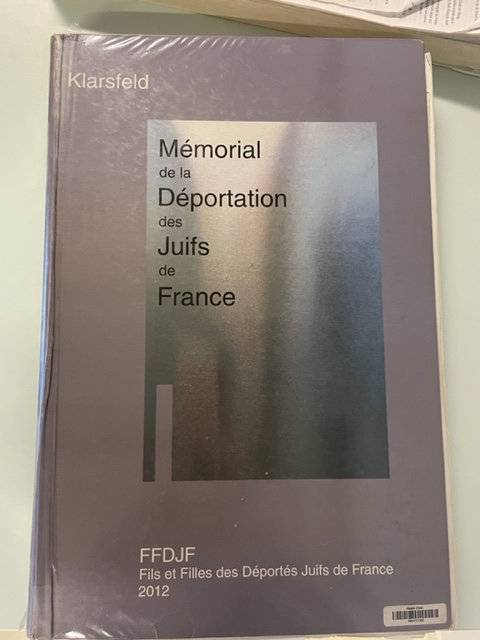 Klarsfeld
Mémorial
de la
Déportation
des
Juifs
de
France
FFDJF
Fils et Filles des Déportés Juifs de France
2012